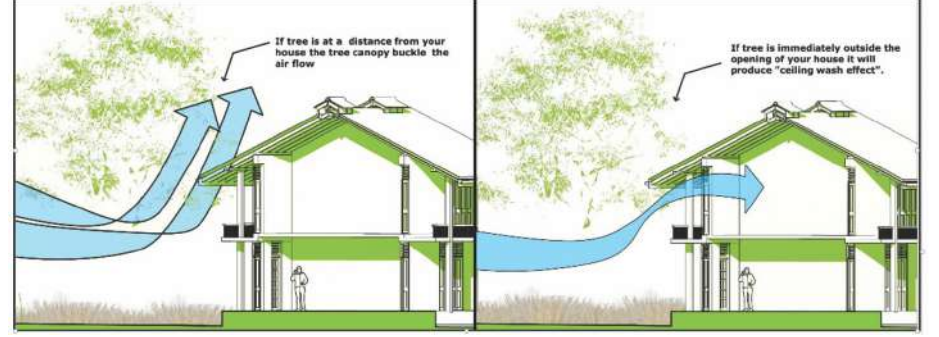 If tree is at a distance from your
house the tree canopy buckle the
air flow
If tree is immediately outside the
opening of your house it will
produce "ceiling wash effect".